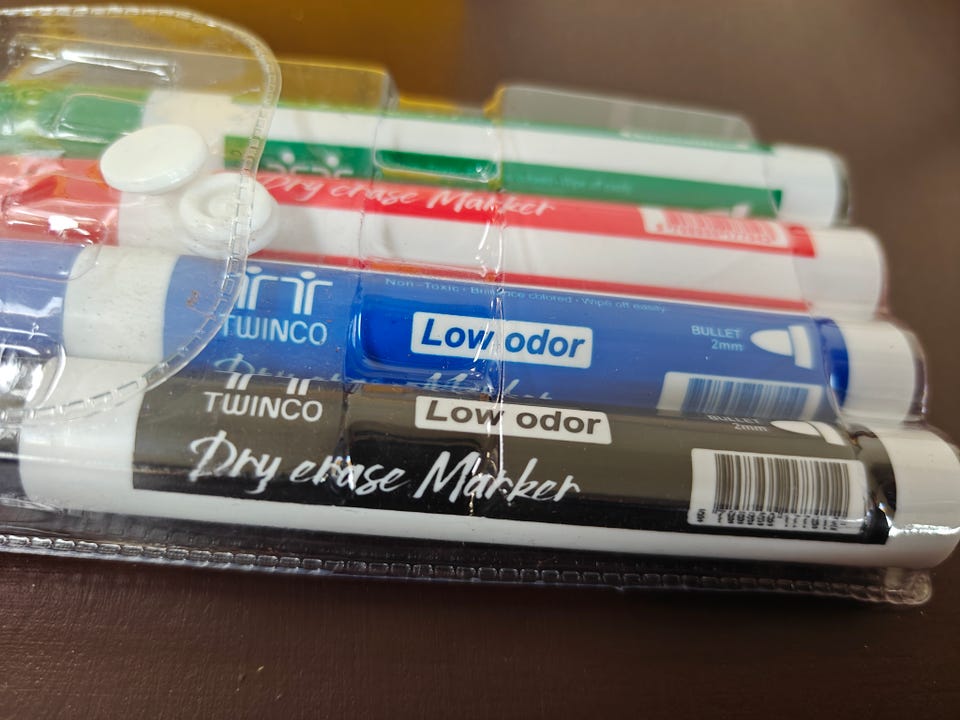 Dry erase Marker
Non-Toxic · Brilliance colored · Wipe off easily
TWINCO
Low odor
BULLET
2mm
TWINCO
Low odor
BULLET
2mm
Dry erase Marker